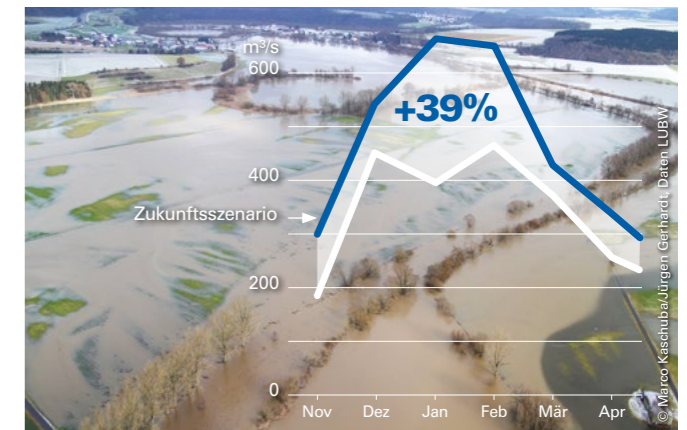 m³/s
600
+39%
400
Zukunftsszenario
200
0
Nov Dez Jan Feb Mär Apr
© Marco Kaschuba/Jürgen Gerhardt, Daten LUBW